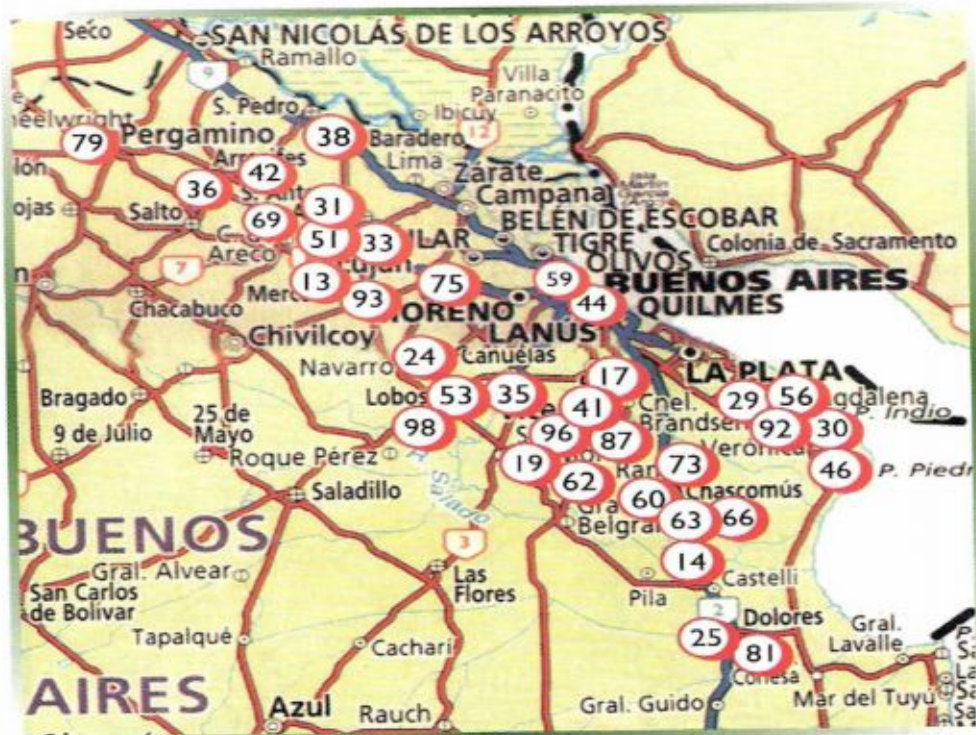 Seco
SAN NICOLÁS DE LOS ARROYOS
Ramallo
9
Villa
Paranacito
S. Pedro
Ibicuy
12
79
Pergamino
38
Baradero
42
Lima
Zárate
36
Campana
31
Salto
69
BELÉN DE ESCOBAR
51
33
TIGRE
Colonia de Sacramento
Areco
OLIVOS
7
13
75
59
BUENOS AIRES
93
44
QUILMES
Chacabuco
LANÚS
Chivilcoy
24
Cañuelas
Navarro
17
LA PLATA
Lobos
53
35
29
56
Bragado
41
Cnel.
Brandsen
P. Indio
25 de
Mayo
98
96
87
92
30
9 de Julio
Roque Pérez
19
73
46
62
60
Chascomús
Saladillo
R. Salado
63
66
Belgrano
BUENOS
3
14
Gral. Alvear
Las
Flores
Castelli
San Carlos
de Bolívar
Pila
2
Dolores
Tapalqué
25
Gral.
Lavalle
Cachari
81
AIRES
Azul
Rauch
Gral. Guido
Mar del Tuyú